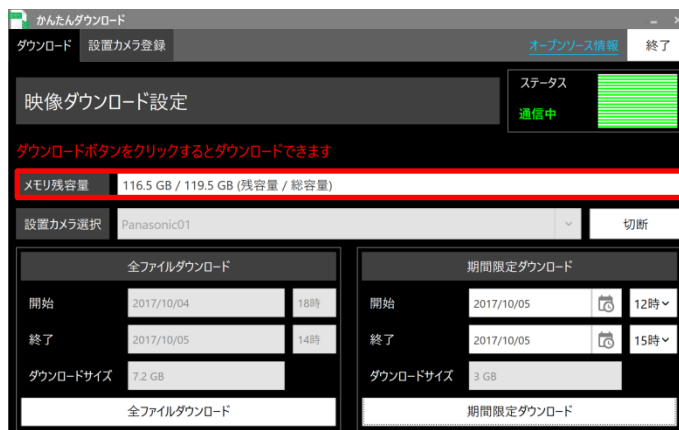 かんたんダウンロード
ダウンロード 設置カメラ登録 オープンソース情報 終了
映像ダウンロード設定
ステータス
通信中
ダウンロードボタンをクリックするとダウンロードできます
メモリ残容量 116.5 GB / 119.5 GB (残容量 / 総容量)
設置カメラ選択 Panasonic01 切断
全ファイルダウンロード
開始 2017/10/04 18時
終了 2017/10/05 14時
ダウンロードサイズ 7.2 GB
全ファイルダウンロード
期間限定ダウンロード
開始 2017/10/05 12時
終了 2017/10/05 15時
ダウンロードサイズ 3 GB
期間限定ダウンロード